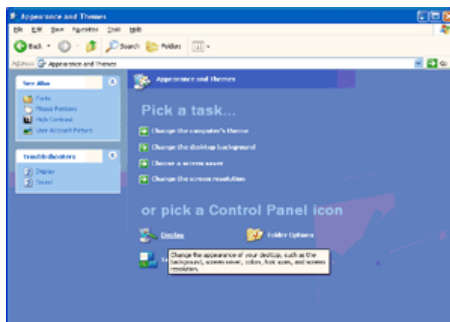 Appearance and Themes
File Edit View Favorites Tools Help
Back Search Folders
Address Appearance and Themes Go
See Also
Fonts
Mouse Pointers
High Contrast
User Account Picture
Troubleshooters
Display
Sound
Appearance and Themes
Pick a task...
Change the computer's theme
Change the desktop background
Choose a screen saver
Change the screen resolution
or pick a Control Panel icon
Display Folder Options
Change the appearance of your desktop, such as the
background, screen saver, colors, font sizes, and screen
resolution.